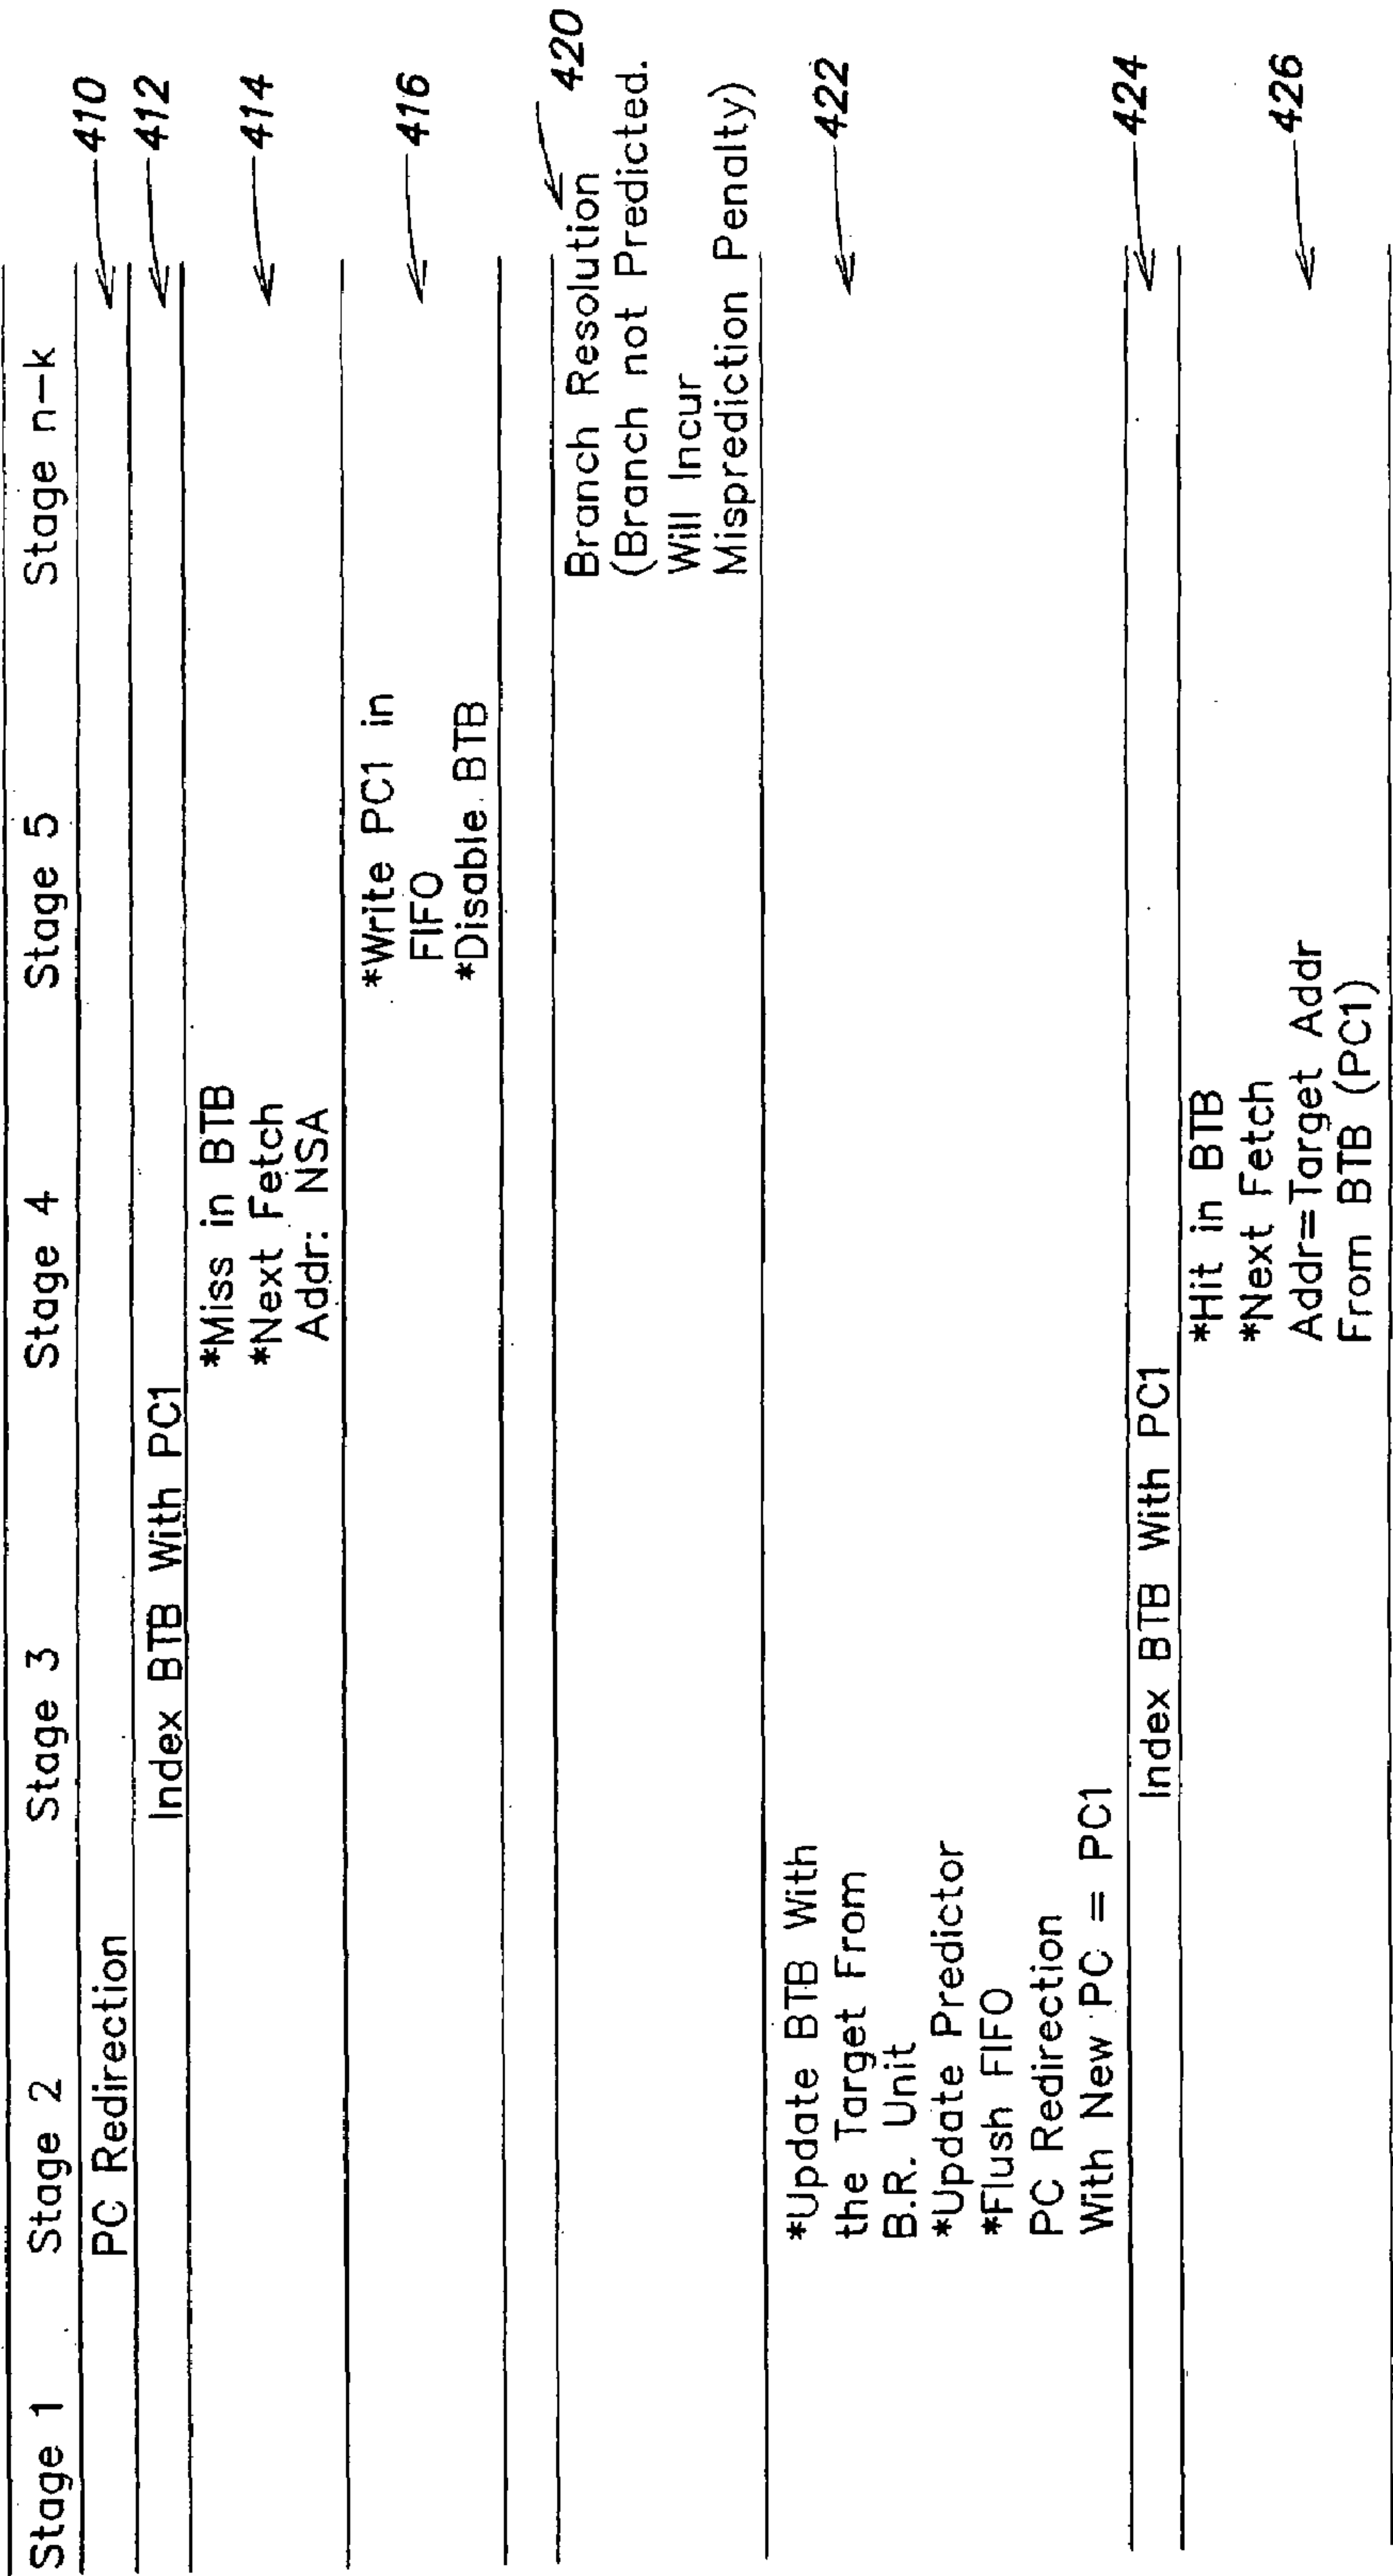 Stage 1 Stage 2 Stage 3 Stage 4 Stage 5 Stage n-k
PC Redirection 410
Index BTB With PC1 412
*Miss in BTB
*Next Fetch
Addr: NSA
414
*Write PC1 in
FIFO
*Disable BTB
416
Branch Resolution
(Branch not Predicted.
Will Incur
Misprediction Penalty)
420
*Update BTB With
the Target From
B.R. Unit
*Update Predictor
*Flush FIFO
PC Redirection
With New PC = PC1
422
Index BTB With PC1 424
*Hit in BTB
*Next Fetch
Addr=Target Addr
From BTB (PC1)
426